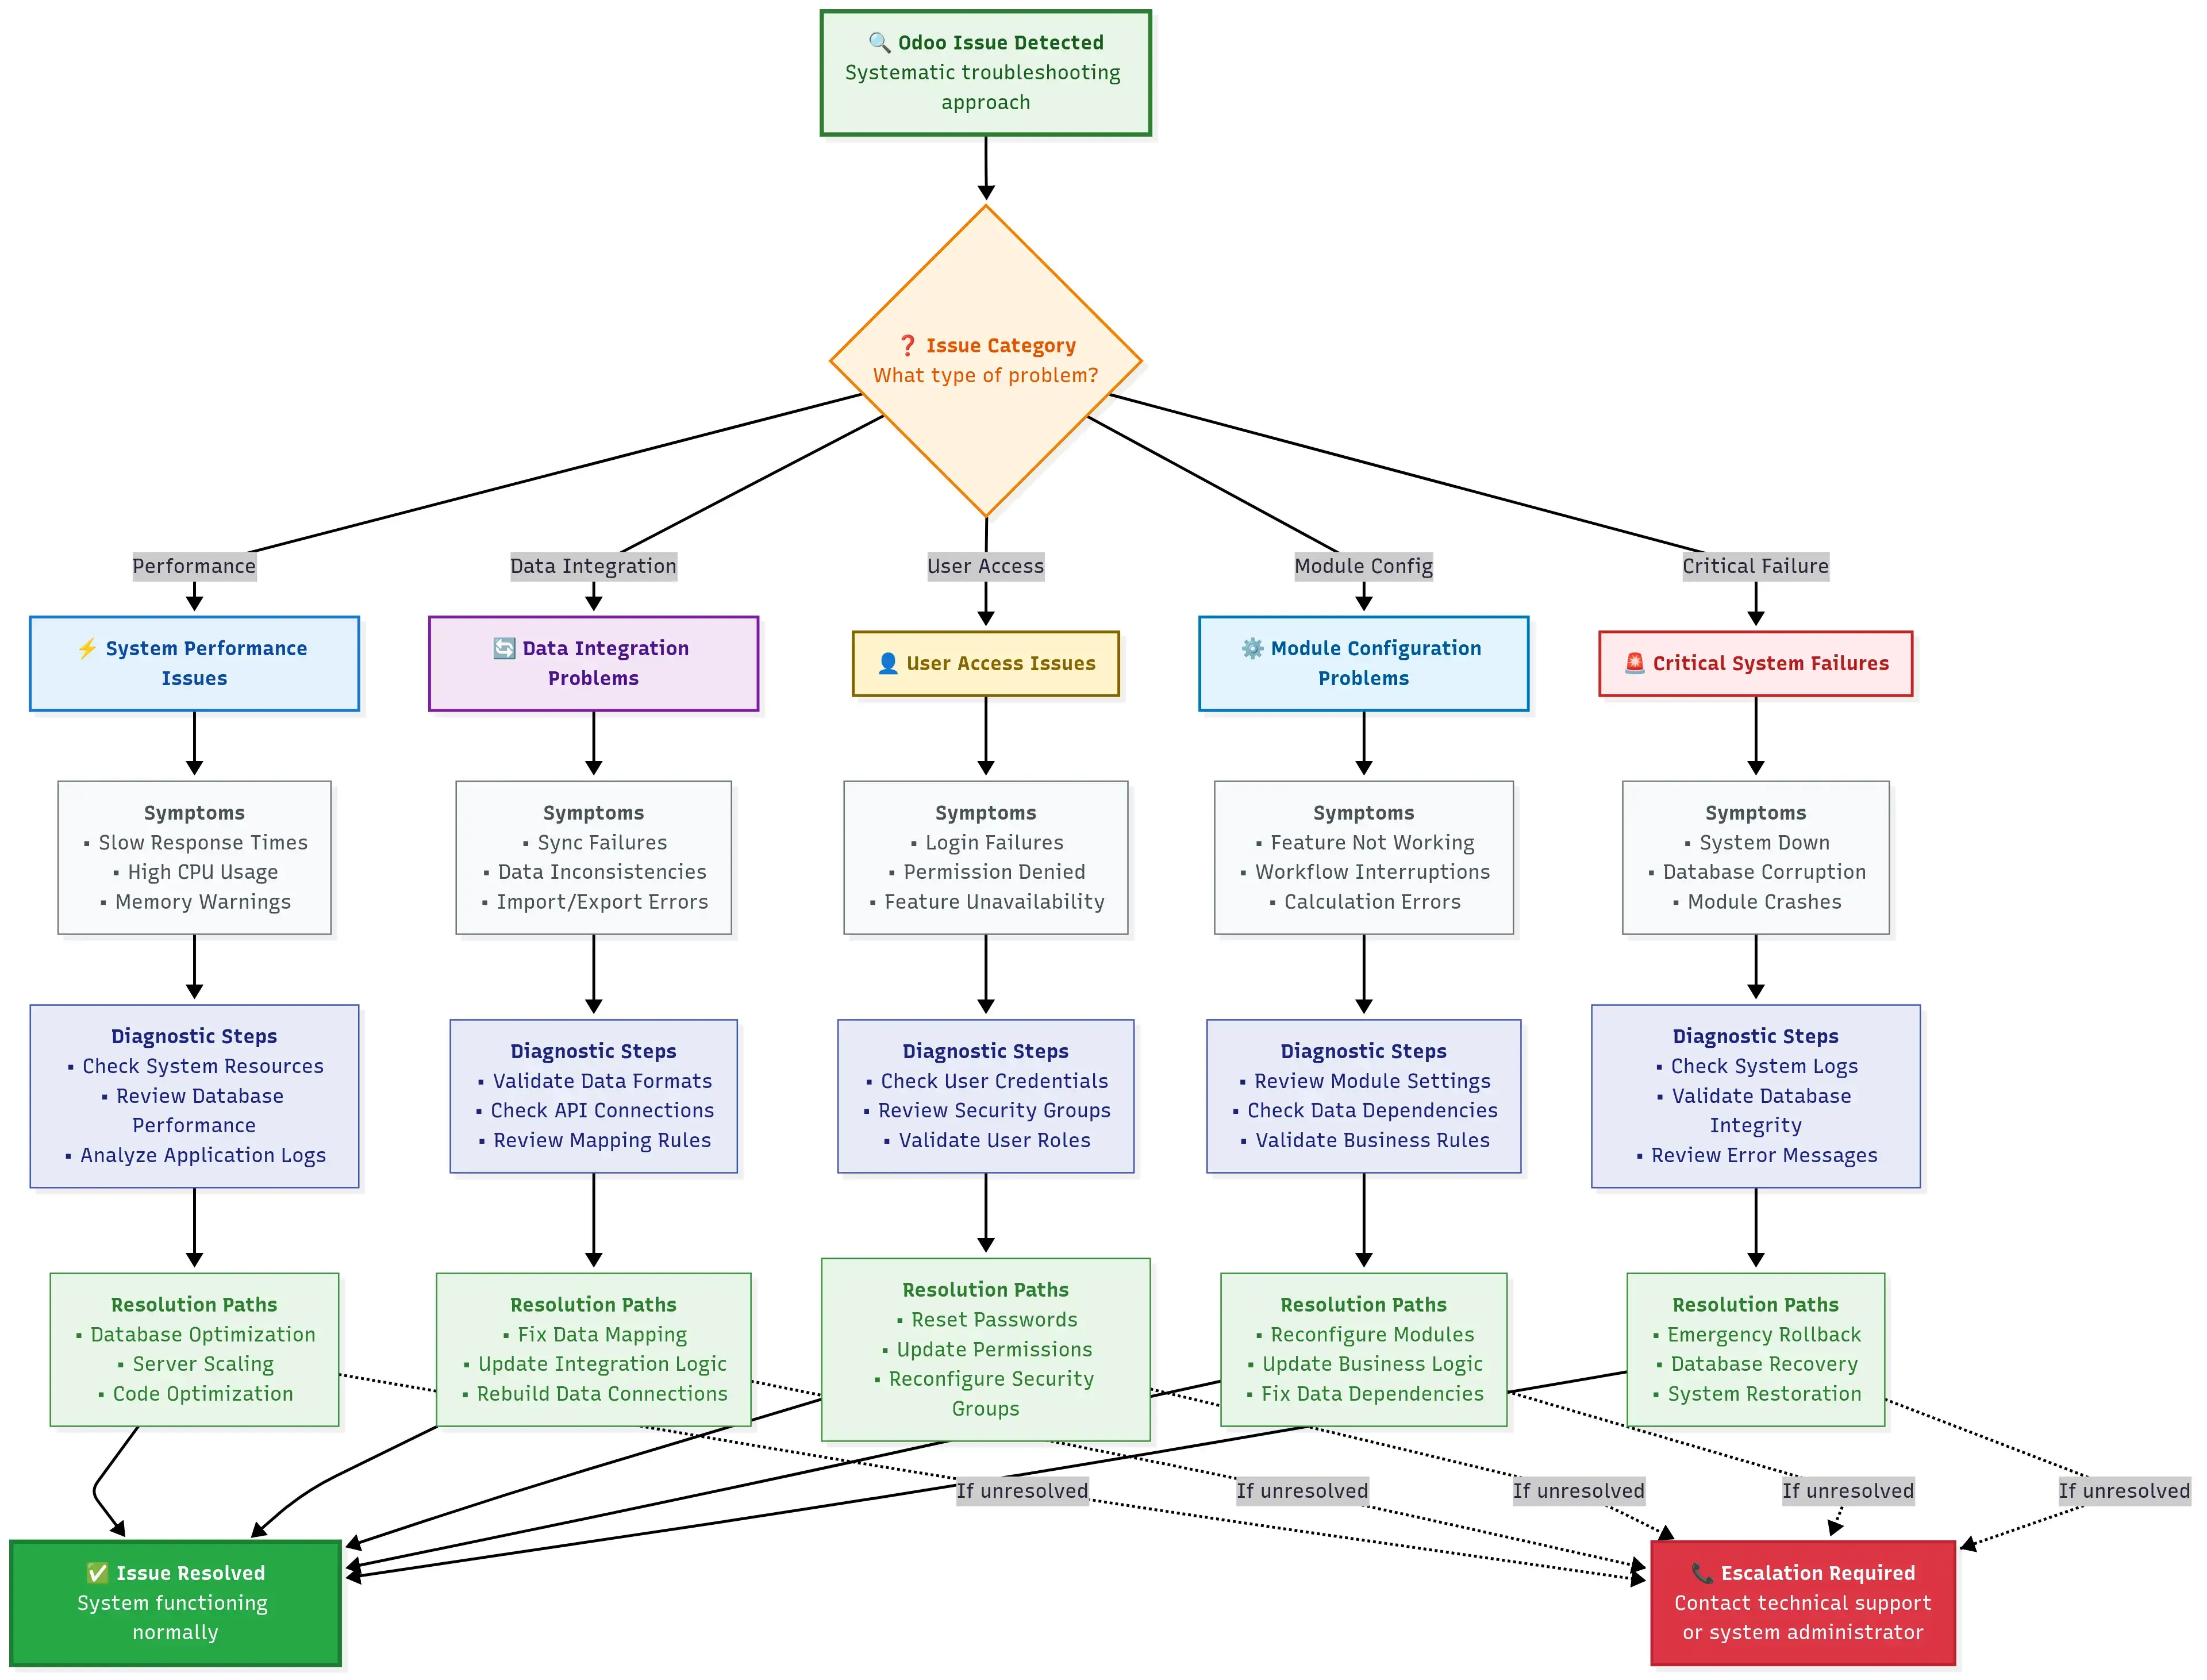 🔍 Odoo Issue Detected
Systematic troubleshooting
approach
❓ Issue Category
What type of problem?
Performance
Data Integration
User Access
Module Config
Critical Failure
⚡ System Performance
Issues
🔄 Data Integration
Problems
👤 User Access Issues
⚙️ Module Configuration
Problems
🚨 Critical System Failures
Symptoms
▪ Slow Response Times
▪ High CPU Usage
▪ Memory Warnings
Symptoms
▪ Sync Failures
▪ Data Inconsistencies
▪ Import/Export Errors
Symptoms
▪ Login Failures
▪ Permission Denied
▪ Feature Unavailability
Symptoms
▪ Feature Not Working
▪ Workflow Interruptions
▪ Calculation Errors
Symptoms
▪ System Down
▪ Database Corruption
▪ Module Crashes
Diagnostic Steps
▪ Check System Resources
▪ Review Database
Performance
▪ Analyze Application Logs
Diagnostic Steps
▪ Validate Data Formats
▪ Check API Connections
▪ Review Mapping Rules
Diagnostic Steps
▪ Check User Credentials
▪ Review Security Groups
▪ Validate User Roles
Diagnostic Steps
▪ Review Module Settings
▪ Check Data Dependencies
▪ Validate Business Rules
Diagnostic Steps
▪ Check System Logs
▪ Validate Database
Integrity
▪ Review Error Messages
Resolution Paths
▪ Database Optimization
▪ Server Scaling
▪ Code Optimization
Resolution Paths
▪ Fix Data Mapping
▪ Update Integration Logic
▪ Rebuild Data Connections
Resolution Paths
▪ Reset Passwords
▪ Update Permissions
▪ Reconfigure Security
Groups
Resolution Paths
▪ Reconfigure Modules
▪ Update Business Logic
▪ Fix Data Dependencies
Resolution Paths
▪ Emergency Rollback
▪ Database Recovery
▪ System Restoration
If unresolved
If unresolved
If unresolved
If unresolved
If unresolved
✅ Issue Resolved
System functioning
normally
📞 Escalation Required
Contact technical support
or system administrator